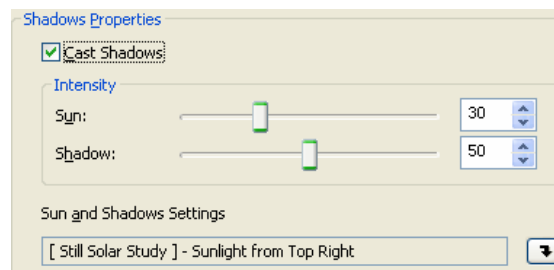 Shadows Properties
Cast Shadows
Intensity
Sun: 30
Shadow: 50
Sun and Shadows Settings
[ Still Solar Study ] - Sunlight from Top Right